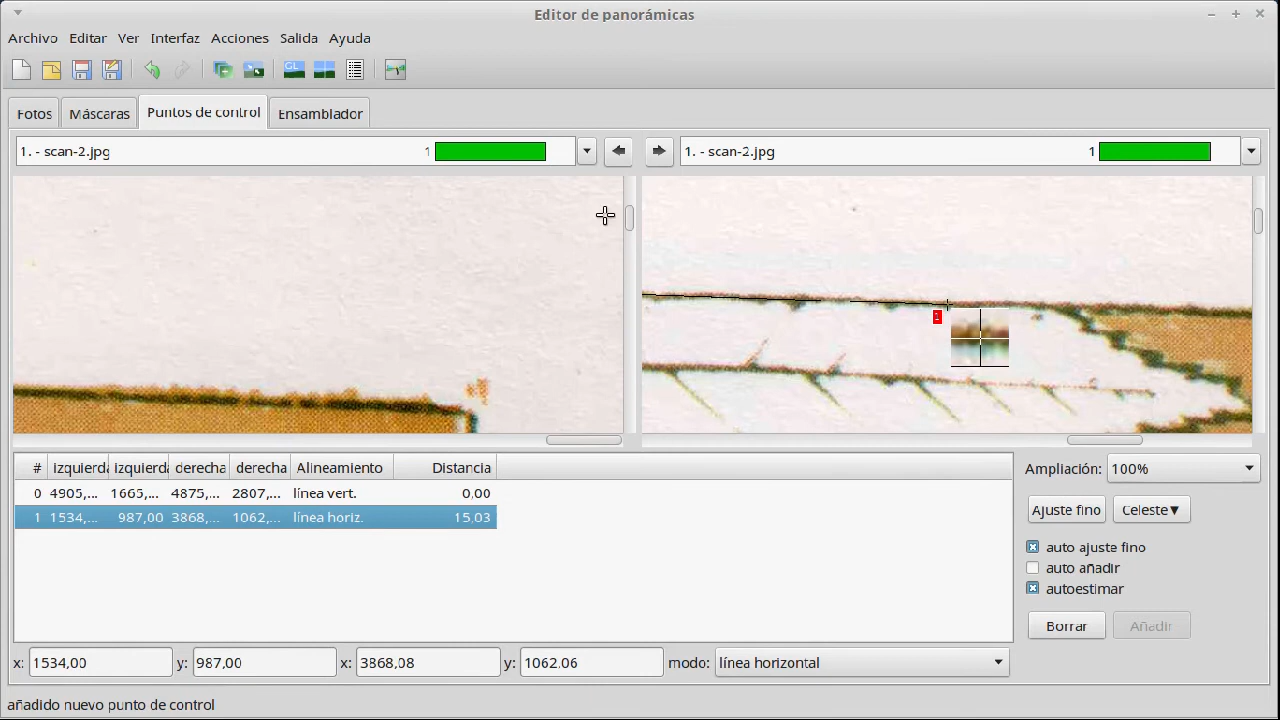 Editor de panorámicas
Archivo Editar Ver Interfaz Acciones Salida Ayuda
GL
Fotos Máscaras Puntos de control Ensamblador
1. - scan-2.jpg 1 1. - scan-2.jpg 1
1
# izquierda izquierda derecha derecha Alineamiento Distancia
0 4905,... 1665,... 4875,... 2807,... línea vert. 0,00
1 1534,... 987,00 3868,... 1062,... línea horiz. 15,03
Ampliación: 100%
Ajuste fino Celeste▼
auto ajuste fino
auto añadir
autoestimar
Borrar Añadir
x: 1534,00 y: 987,00 x: 3868,08 y: 1062.06 modo: línea horizontal
añadido nuevo punto de control